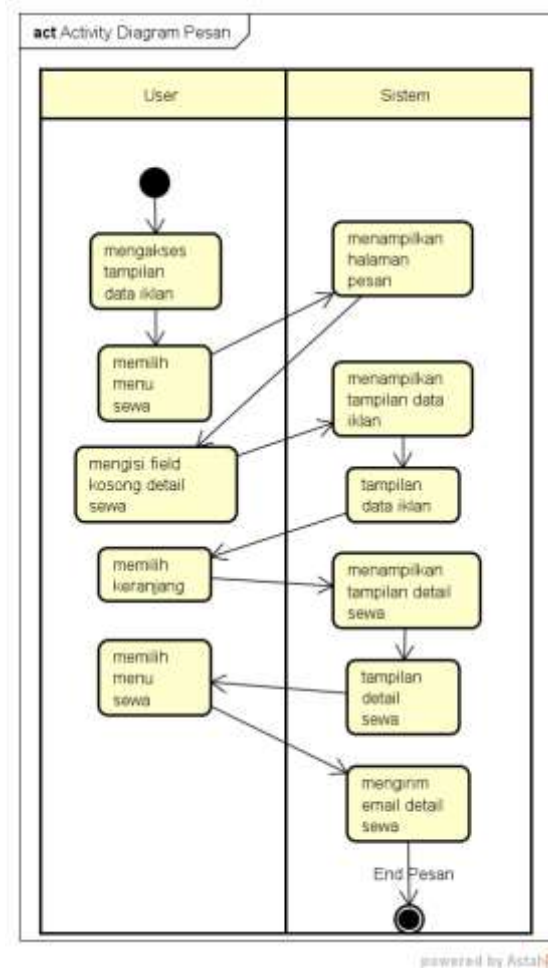 act Activity Diagram Pesan
User
Sistem
mengakses
tampilan
data iklan
menampilkan
halaman
pesan
memilih
menu
sewa
menampilkan
tampilan data
iklan
mengisi field
kosong detail
sewa
tampilan
data iklan
memilih
keranjang
menampilkan
tampilan detail
sewa
memilih
menu
sewa
tampilan
detail
sewa
mengirim
email detail
sewa
End Pesan
powered by Astah